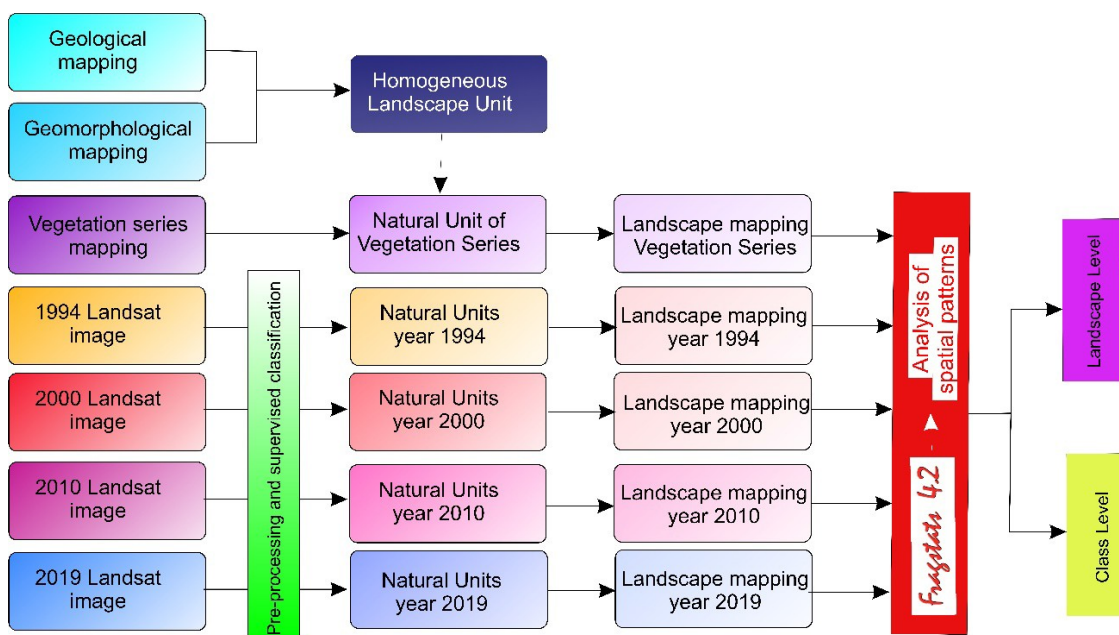 Geological
mapping
Geomorphological
mapping
Homogeneous
Landscape Unit
Vegetation series
mapping
Natural Unit of
Vegetation Series
Landscape mapping
Vegetation Series
1994 Landsat
image
Natural Units
year 1994
Landscape mapping
year 1994
2000 Landsat
image
Natural Units
year 2000
Landscape mapping
year 2000
2010 Landsat
image
Natural Units
year 2010
Landscape mapping
year 2010
2019 Landsat
image
Natural Units
year 2019
Landscape mapping
year 2019
Pre-processing and supervised classification
Fragstats 4.2
Analysis of
spatial patterns
Landscape Level
Class Level